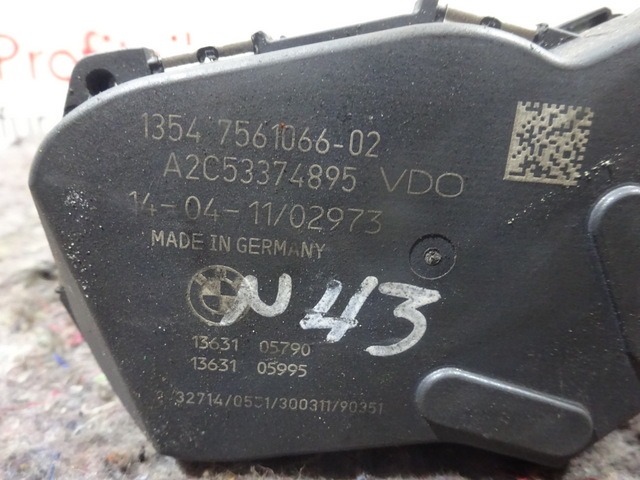 1354 7561066-02
A2C53374895 VDO
14-04-11/02973
MADE IN GERMANY
N43
13631 05790
13631 05995